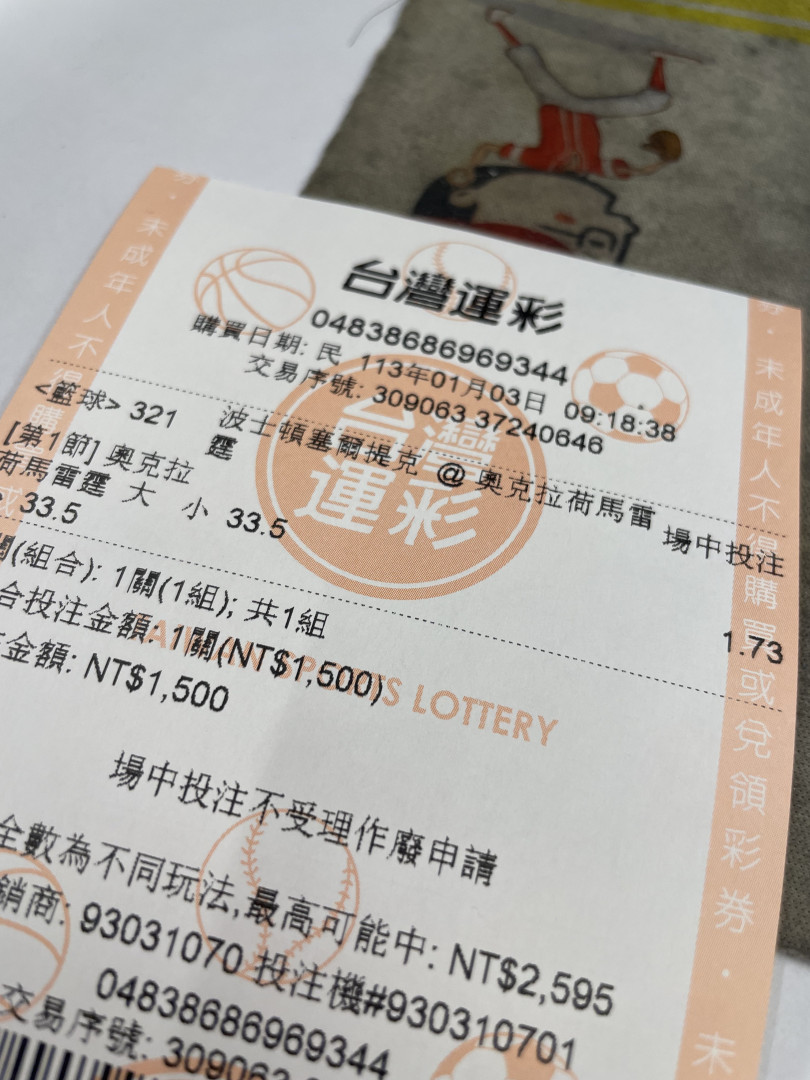 台灣運彩
04838686969344
購買日期: 民 113年01月03日 09:18:38
交易序號: 309063 37240646
<籃球> 321 波士頓塞爾提克 @ 奧克拉荷馬雷霆 場中投注
[第1節] 奧克拉荷馬雷霆 大 小 33.5
33.5
1.73
(組合): 1關(1組); 共1組
合投注金額: 1關(NT$1,500)
金額: NT$1,500
場中投注不受理作廢申請
全數為不同玩法,最高可能中: NT$2,595
銷商: 93031070 投注機#930310701
04838686969344
交易序號: 309063
台灣運彩
TAIWAN SPORTS LOTTERY
券・未成年人不得購
券・未成年人不得購買或兌領彩券・未